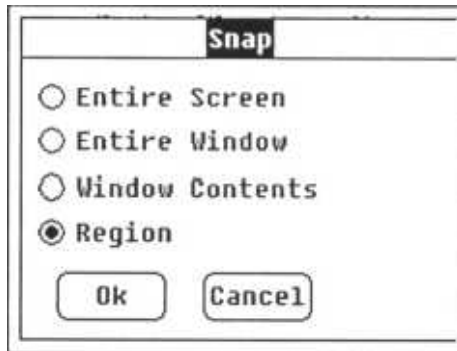 Snap
Entire Screen
Entire Window
Window Contents
Region
Ok Cancel